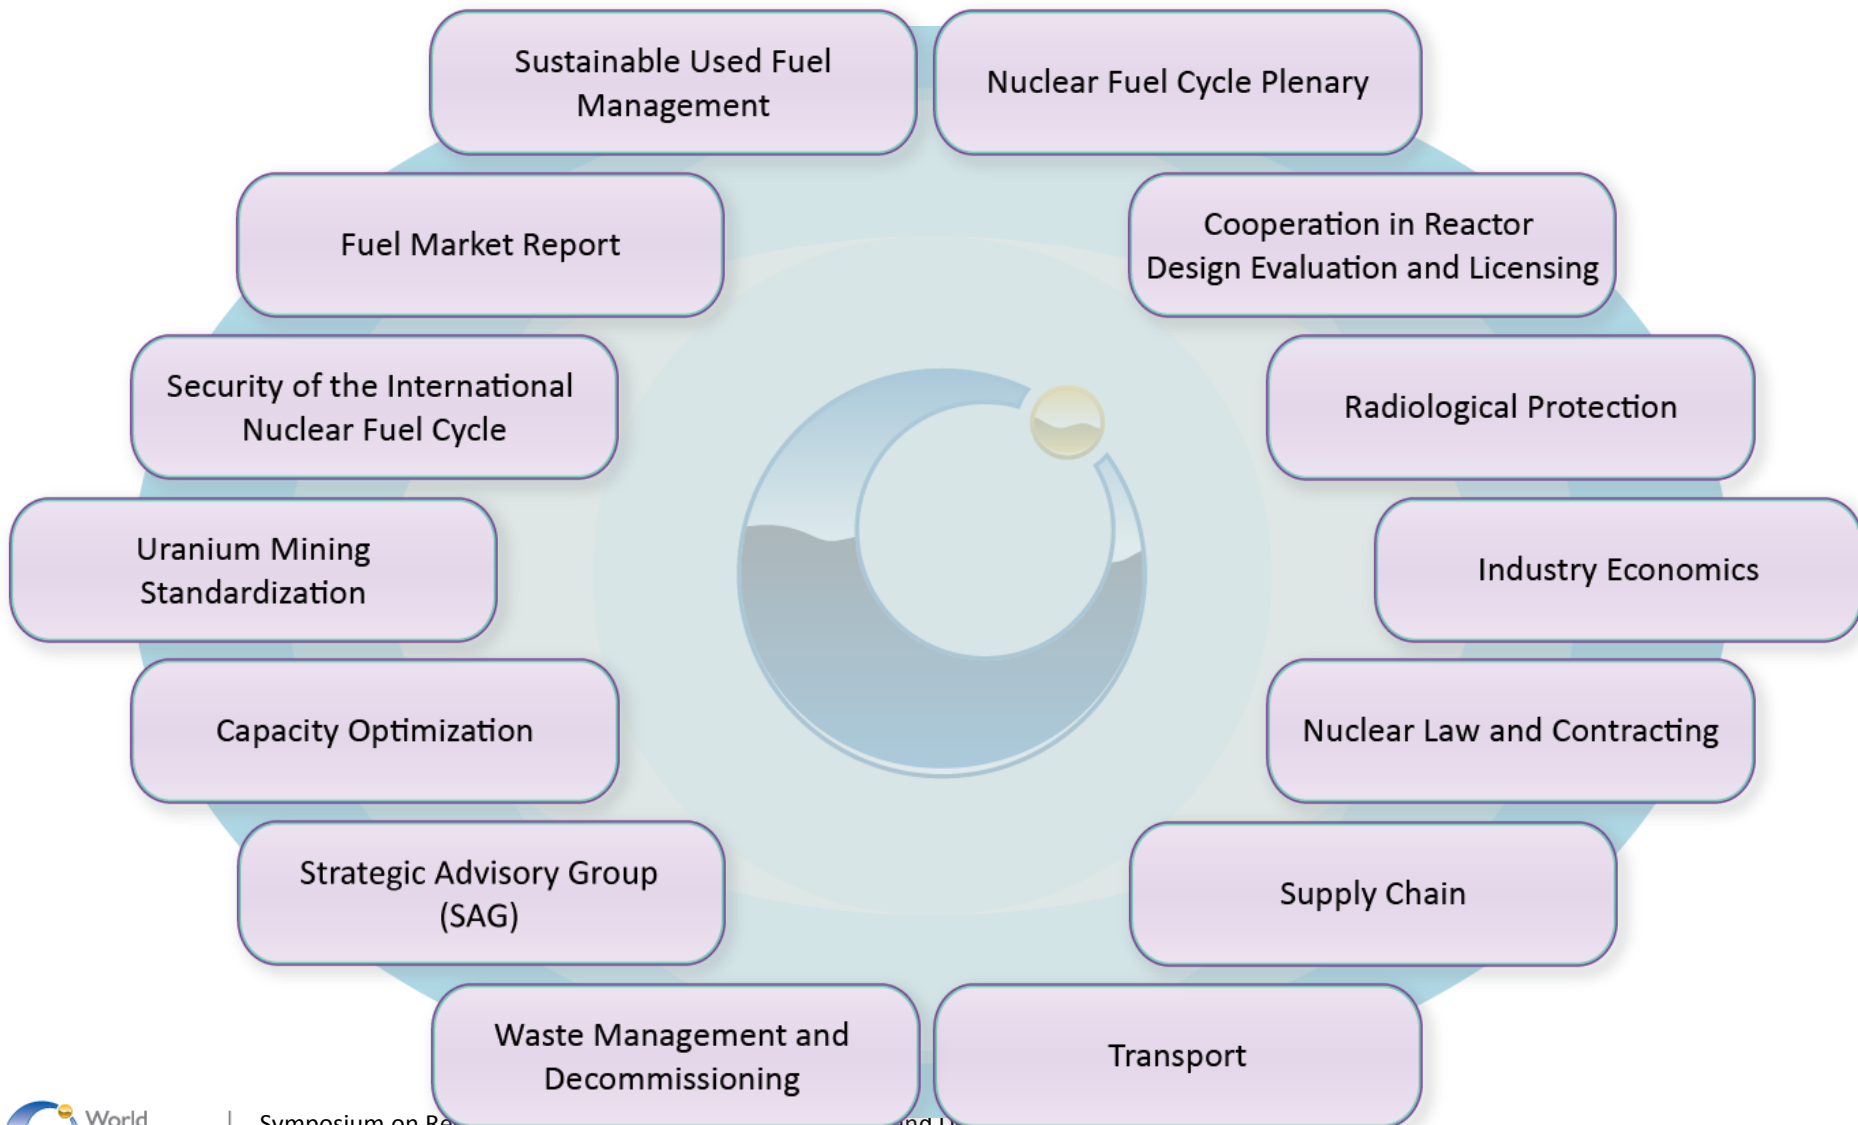 Sustainable Used Fuel
Management
Nuclear Fuel Cycle Plenary
Fuel Market Report
Cooperation in Reactor
Design Evaluation and Licensing
Security of the International
Nuclear Fuel Cycle
Radiological Protection
Uranium Mining
Standardization
Industry Economics
Capacity Optimization
Nuclear Law and Contracting
Strategic Advisory Group
(SAG)
Supply Chain
Waste Management and
Decommissioning
Transport
World
Symposium on